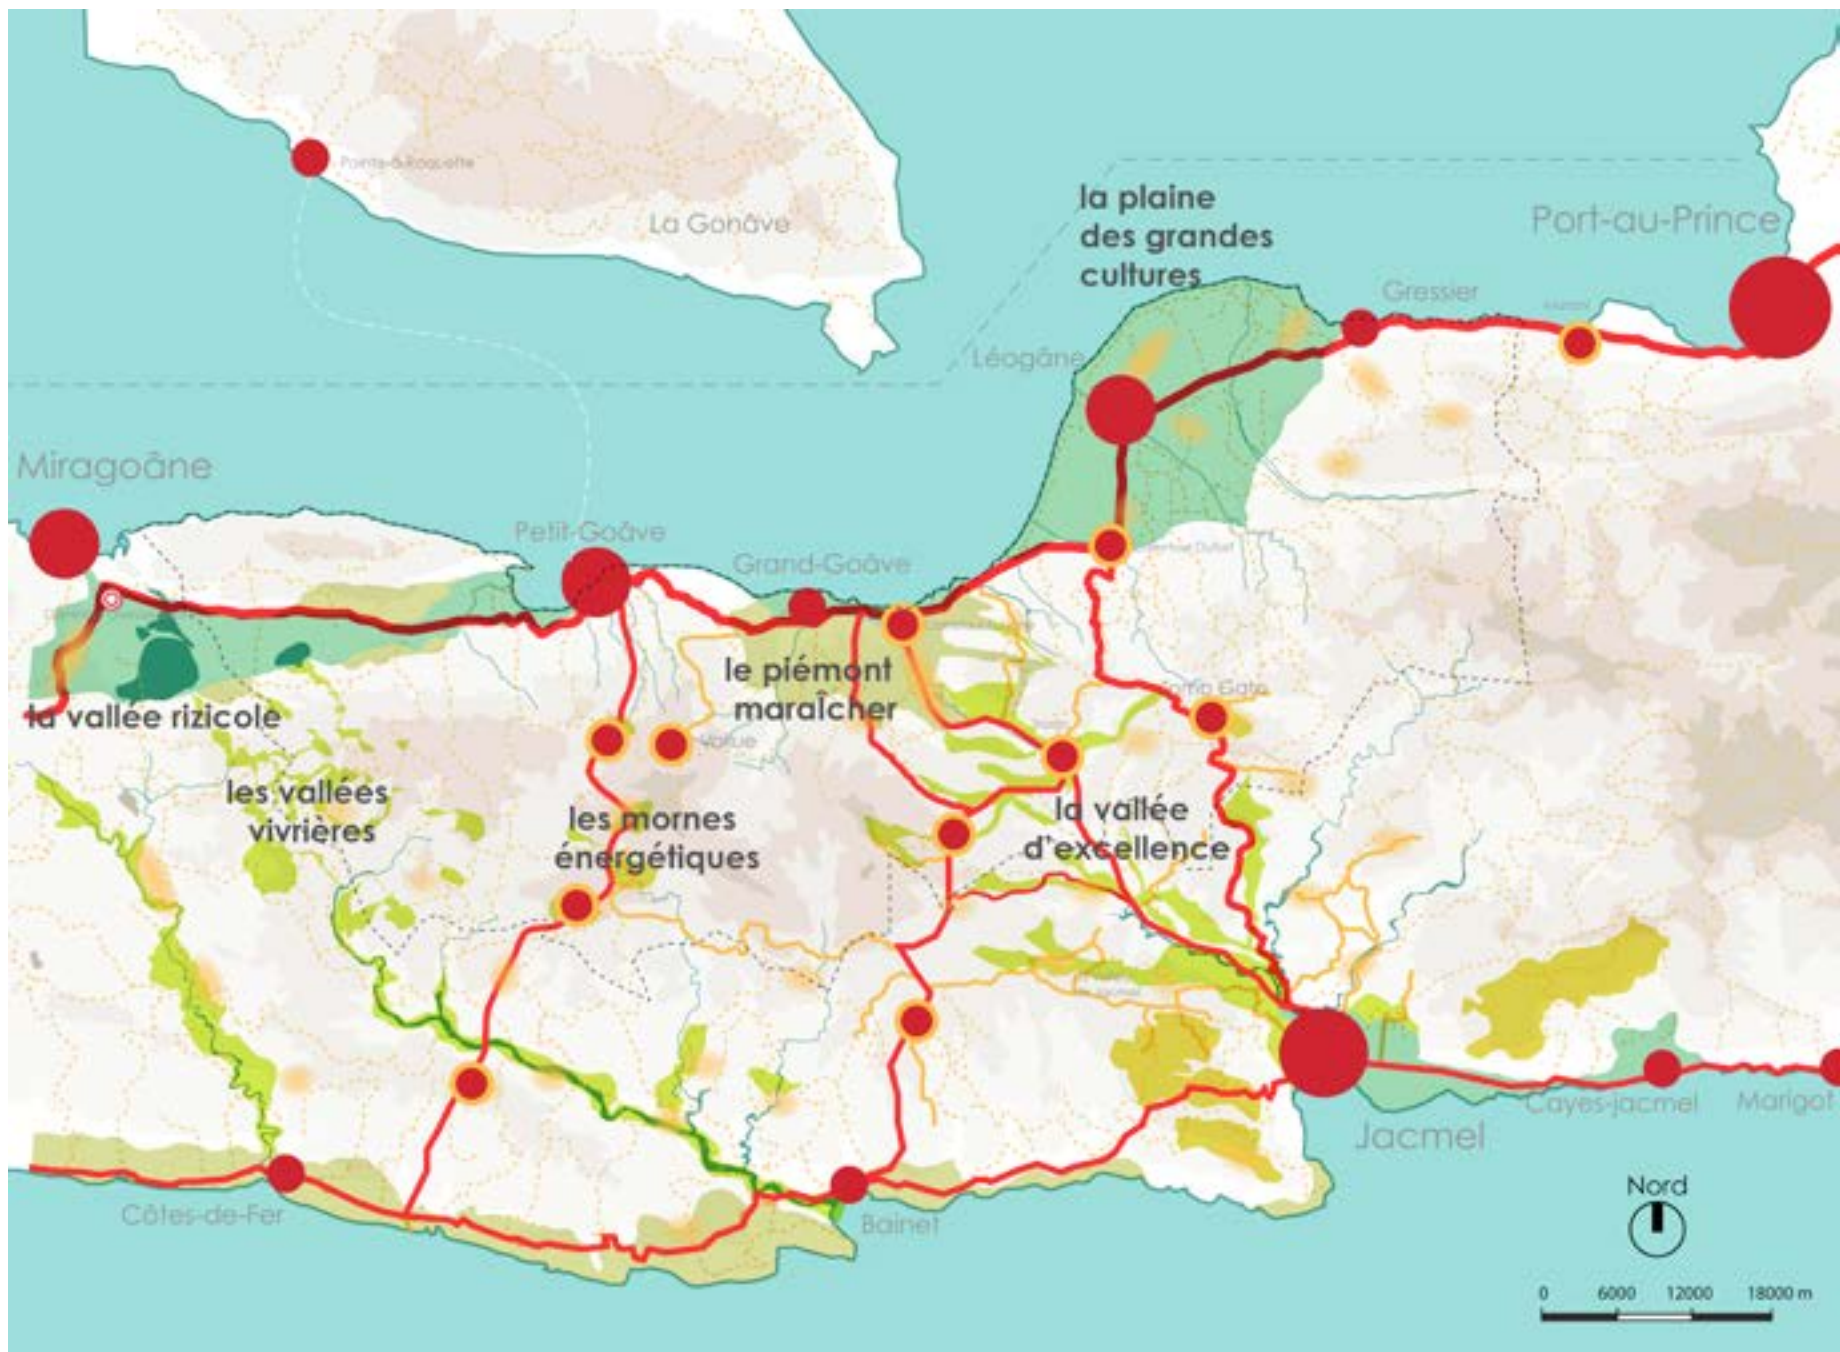 Pointe-à-Raquette
La Gonâve
la plaine
des grandes
cultures
Port-au-Prince
Gressier
Léogâne
Miragoâne
Petit-Goâve
Grand-Goâve
le piémont
maraîcher
la vallée rizicole
les vallées
vivrières
les mornes
énergétiques
la vallée
d'excellence
Cayes-jacmel
Marigot
Jacmel
Côtes-de-Fer
Bainet
Nord
0 6000 12000 18000 m